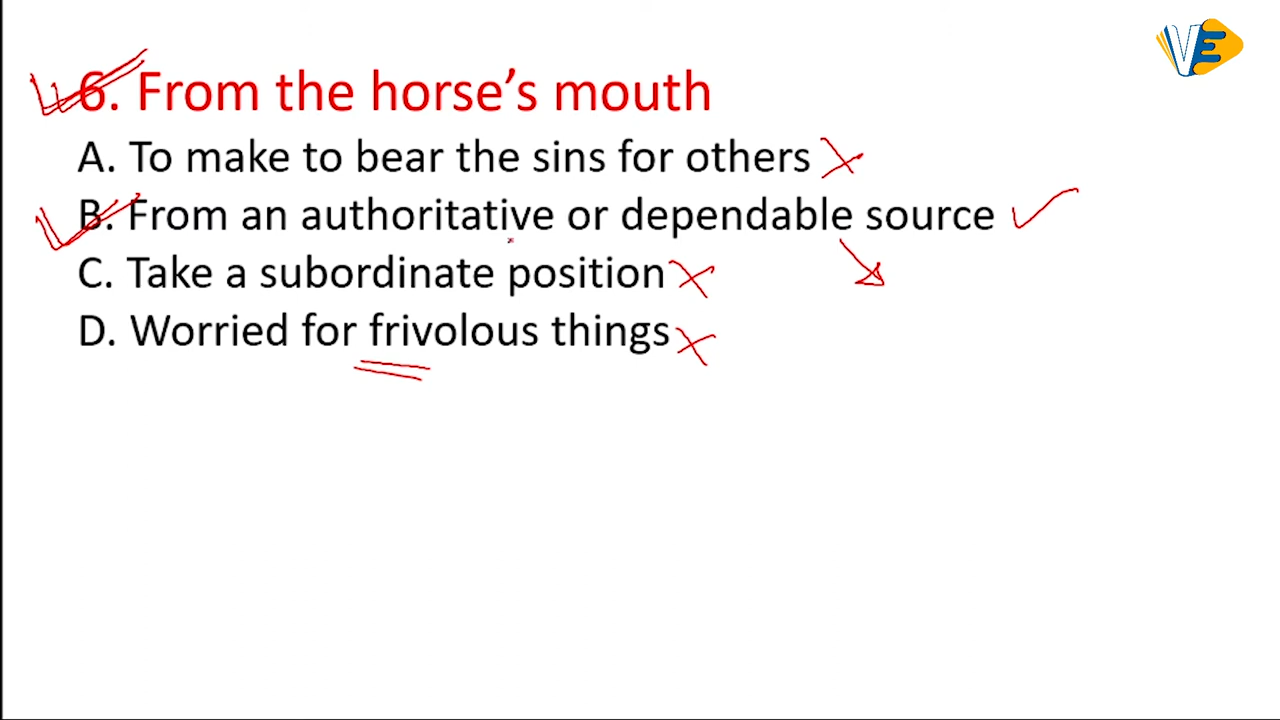 VE
6. From the horse’s mouth
A. To make to bear the sins for others
B. From an authoritative or dependable source
C. Take a subordinate position
D. Worried for frivolous things